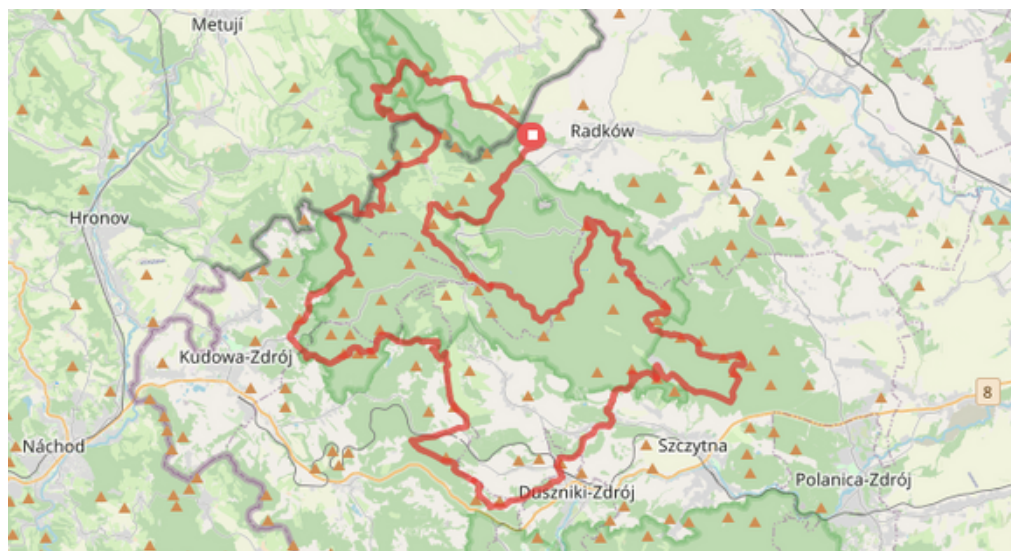 Metují
Radków
Hronov
Kudowa-Zdrój
8
Náchod
Szczytna
Polanica-Zdrój
Duszniki-Zdrój